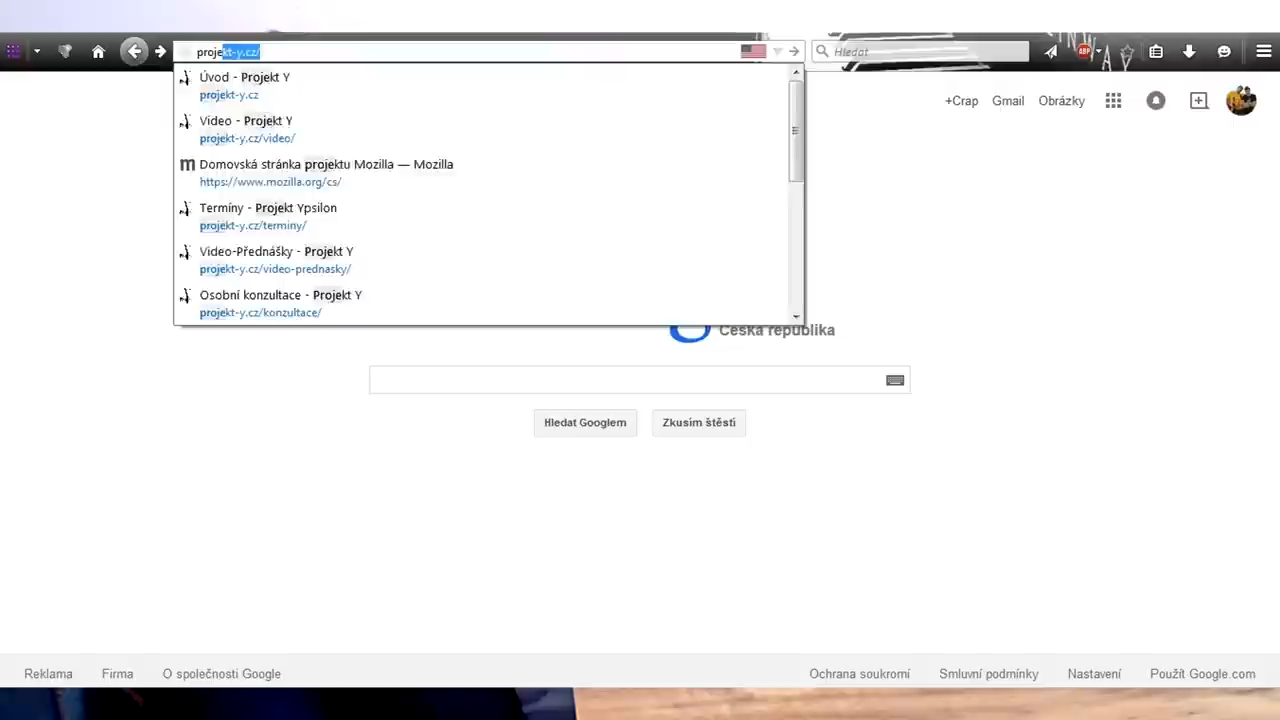 projekt-y.cz/
Hledat
ABP
Úvod - Projekt Y
projekt-y.cz
Video - Projekt Y
projekt-y.cz/video/
Domovská stránka projektu Mozilla — Mozilla
https://www.mozilla.org/cs/
Termíny - Projekt Ypsilon
projekt-y.cz/terminy/
Video-Přednášky - Projekt Y
projekt-y.cz/video-prednasky/
Osobní konzultace - Projekt Y
projekt-y.cz/konzultace/
+Crap Gmail Obrázky
Česká republika
Hledat Googlem Zkusím štěstí
Reklama Firma O společnosti Google Ochrana soukromí Smluvní podmínky Nastavení Použít Google.com